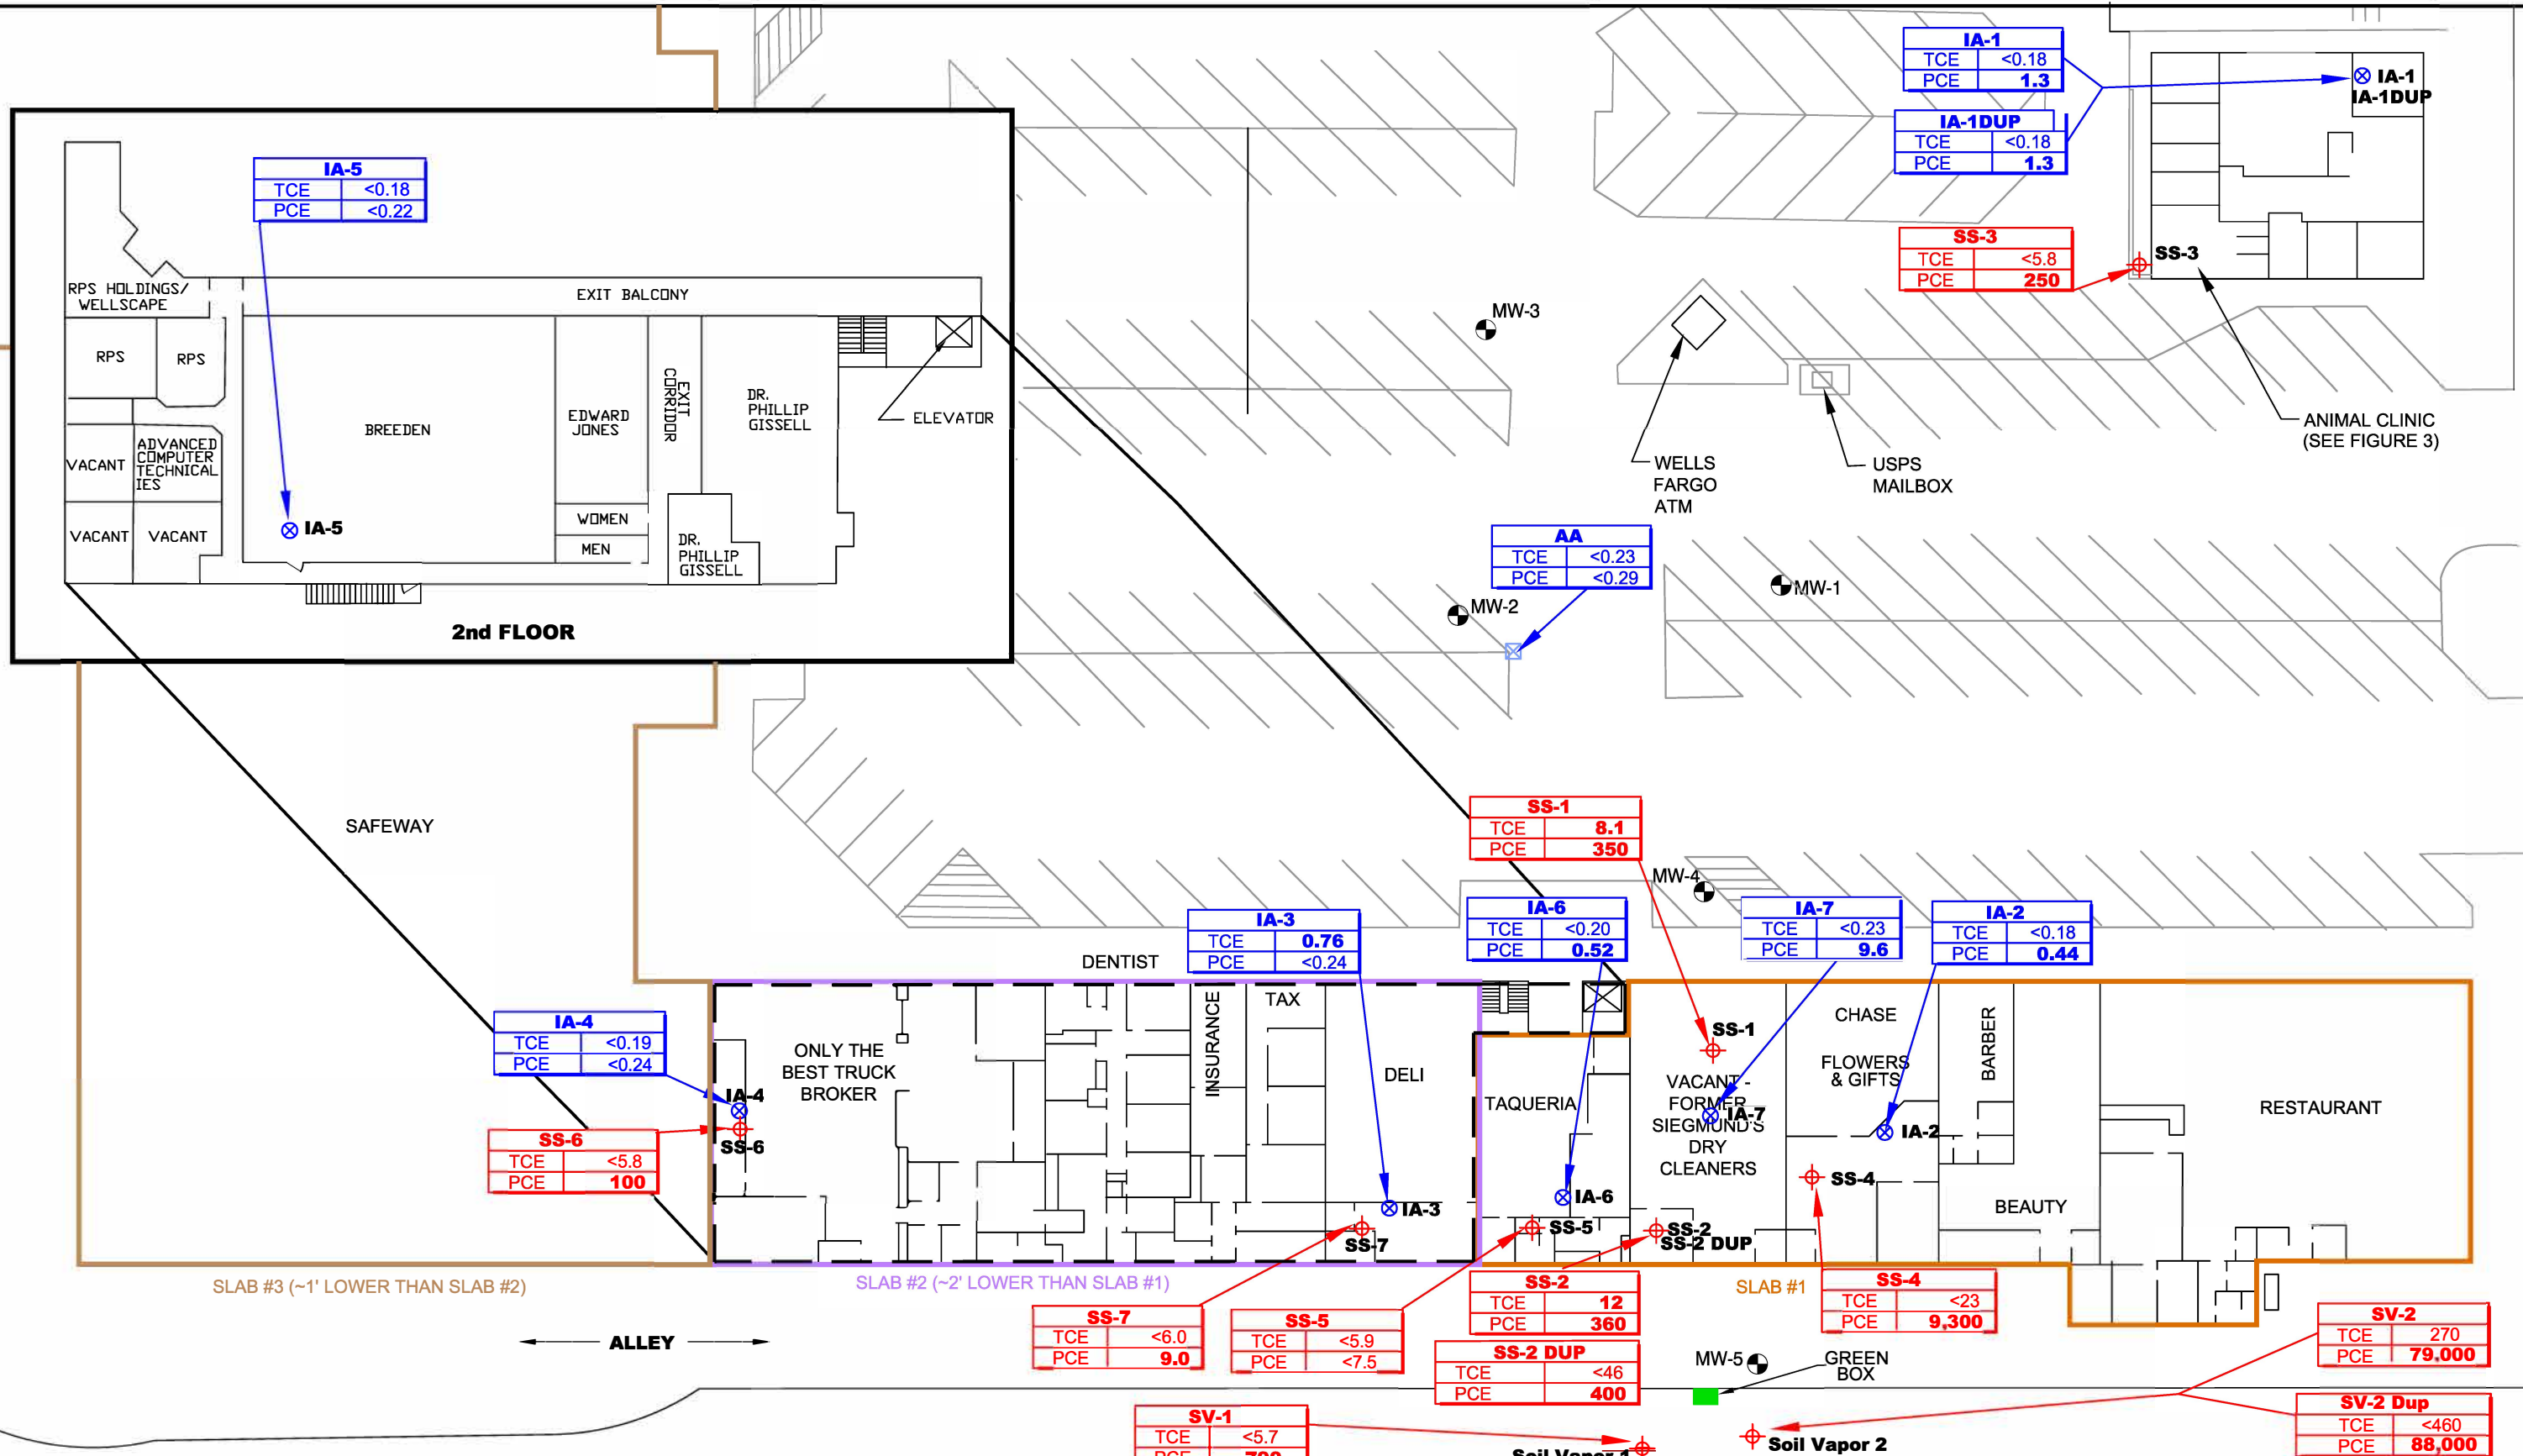 IA-1
TCE <0.18
PCE 1.3
IA-1
IA-1DUP
IA-1DUP
TCE <0.18
PCE 1.3
IA-5
TCE <0.18
PCE <0.22
SS-3
TCE <5.8
PCE 250
SS-3
RPS HOLDINGS/
WELLSCAPE
EXIT BALCONY
MW-3
RPS
RPS
EXIT
CORRIDOR
DR.
PHILLIP
GISSELL
EDWARD
JONES
ELEVATOR
BREEDEN
ANIMAL CLINIC
(SEE FIGURE 3)
VACANT
ADVANCED
COMPUTER
TECHNICAL
IES
WELLS
FARGO
ATM
USPS
MAILBOX
IA-5
WOMEN
MEN
VACANT
VACANT
DR.
PHILLIP
GISSELL
AA
TCE <0.23
PCE <0.29
MW-1
MW-2
2nd FLOOR
SAFEWAY
SS-1
TCE 8.1
PCE 350
MW-4
IA-3
TCE 0.76
PCE <0.24
IA-6
TCE <0.20
PCE 0.52
IA-7
TCE <0.23
PCE 9.6
IA-2
TCE <0.18
PCE 0.44
DENTIST
IA-4
TCE <0.19
PCE <0.24
IA-4
SS-6
TCE <5.8
PCE 100
SS-6
ONLY THE
BEST TRUCK
BROKER
INSURANCE
TAX
DELI
IA-3
SS-7
TAQUERIA
IA-6
SS-5
SS-1
VACANT -
FORMER
SIEGMUND'S
DRY
CLEANERS
IA-7
SS-2
SS-2 DUP
CHASE
FLOWERS
& GIFTS
IA-2
SS-4
BARBER
BEAUTY
RESTAURANT
SLAB #3 (~1' LOWER THAN SLAB #2)
SLAB #2 (~2' LOWER THAN SLAB #1)
SLAB #1
ALLEY
SS-7
TCE <6.0
PCE 9.0
SS-5
TCE <5.9
PCE <7.5
SS-2
TCE 12
PCE 360
SS-2 DUP
TCE <46
PCE 400
SS-4
TCE <23
PCE 9,300
SV-2
TCE 270
PCE 79,000
MW-5
GREEN
BOX
SV-1
TCE <5.7
SV-2 Dup
TCE <460
PCE 88,000
Soil Vapor 2